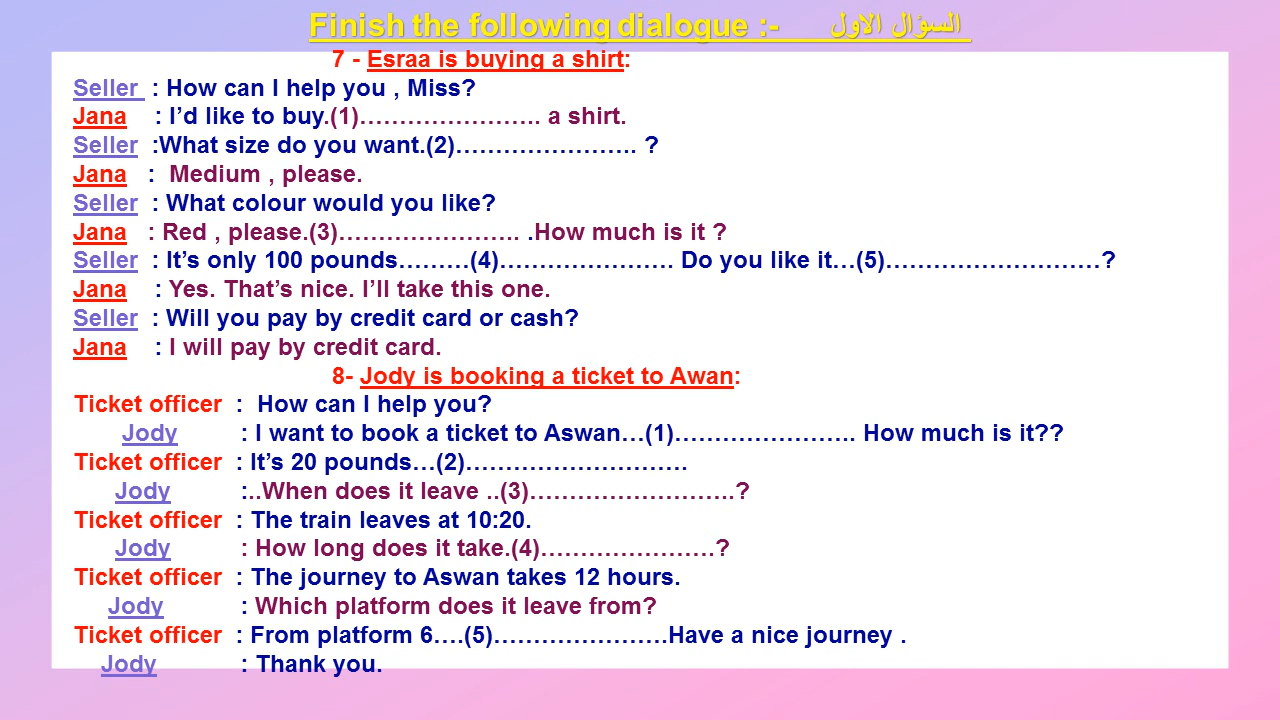 Finish the following dialogue :- السؤال الاول
7 - Esraa is buying a shirt:
Seller : How can I help you , Miss?
Jana : I’d like to buy.(1)………………….. a shirt.
Seller :What size do you want.(2)………………….. ?
Jana : Medium , please.
Seller : What colour would you like?
Jana : Red , please.(3)………………….. .How much is it ?
Seller : It’s only 100 pounds………(4)…………………. Do you like it…(5)………………………?
Jana : Yes. That’s nice. I’ll take this one.
Seller : Will you pay by credit card or cash?
Jana : I will pay by credit card.
8- Jody is booking a ticket to Awan:
Ticket officer : How can I help you?
Jody : I want to book a ticket to Aswan…(1)………………….. How much is it??
Ticket officer : It’s 20 pounds…(2)……………………….
Jody :..When does it leave ..(3)……………………..?
Ticket officer : The train leaves at 10:20.
Jody : How long does it take.(4)………………….?
Ticket officer : The journey to Aswan takes 12 hours.
Jody : Which platform does it leave from?
Ticket officer : From platform 6….(5)………………….Have a nice journey .
Jody : Thank you.